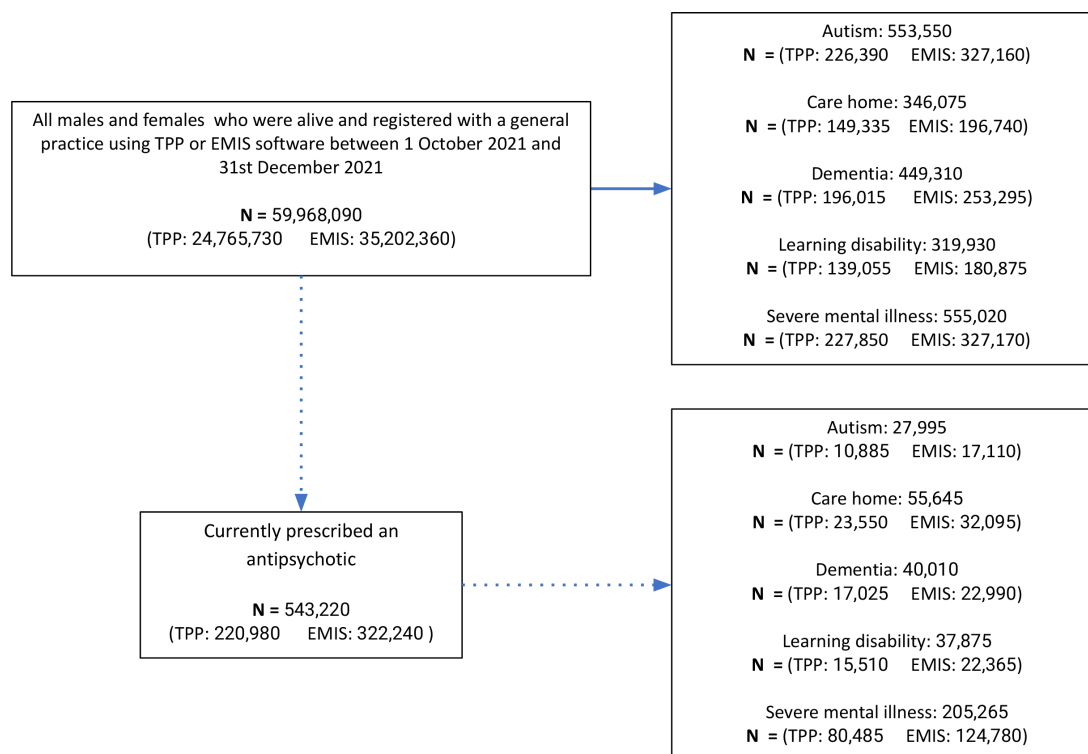 All males and females who were alive and registered with a general
practice using TPP or EMIS software between 1 October 2021 and
31st December 2021
N = 59,968,090
(TPP: 24,765,730 EMIS: 35,202,360)
Autism: 553,550
N = (TPP: 226,390 EMIS: 327,160)
Care home: 346,075
N = (TPP: 149,335 EMIS: 196,740)
Dementia: 449,310
N = (TPP: 196,015 EMIS: 253,295)
Learning disability: 319,930
N = (TPP: 139,055 EMIS: 180,875
Severe mental illness: 555,020
N = (TPP: 227,850 EMIS: 327,170)
Currently prescribed an
antipsychotic
N = 543,220
(TPP: 220,980 EMIS: 322,240 )
Autism: 27,995
N = (TPP: 10,885 EMIS: 17,110)
Care home: 55,645
N = (TPP: 23,550 EMIS: 32,095)
Dementia: 40,010
N = (TPP: 17,025 EMIS: 22,990)
Learning disability: 37,875
N = (TPP: 15,510 EMIS: 22,365)
Severe mental illness: 205,265
N = (TPP: 80,485 EMIS: 124,780)